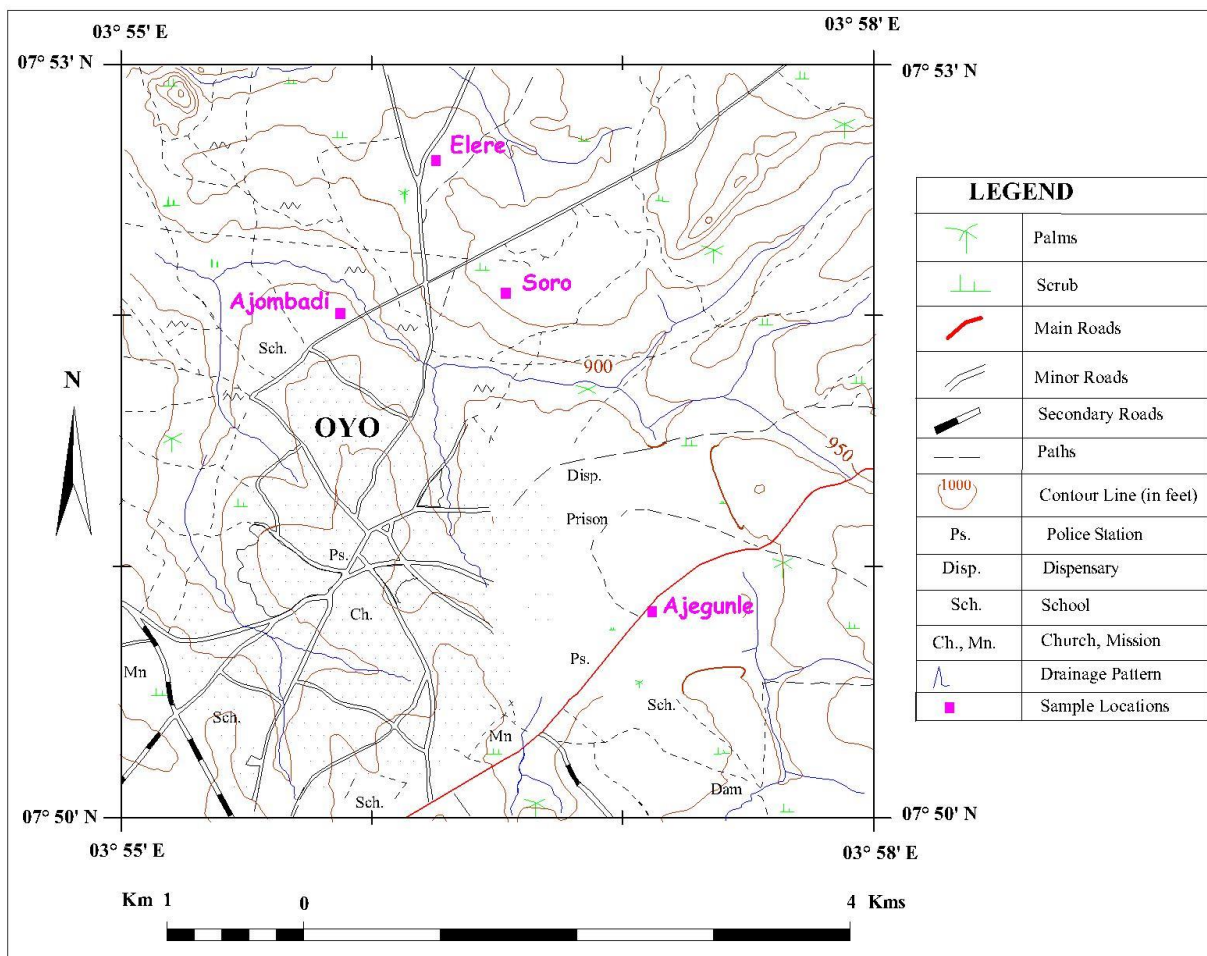 03° 55' E
03° 58' E
07° 53' N
07° 53' N
Elere
Soro
Ajombadi
Sch.
900
N
OYO
950
Disp.
Prison
Ps.
Ajegunle
Ch.
Ps.
Mn
Sch.
Sch.
Mn
Dam
Sch.
07° 50' N
07° 50' N
03° 55' E
03° 58' E
Km 1 0 4 Kms
LEGEND
Palms
Scrub
Main Roads
Minor Roads
Secondary Roads
Paths
1000 Contour Line (in feet)
Ps. Police Station
Disp. Dispensary
Sch. School
Ch., Mn. Church, Mission
Drainage Pattern
Sample Locations